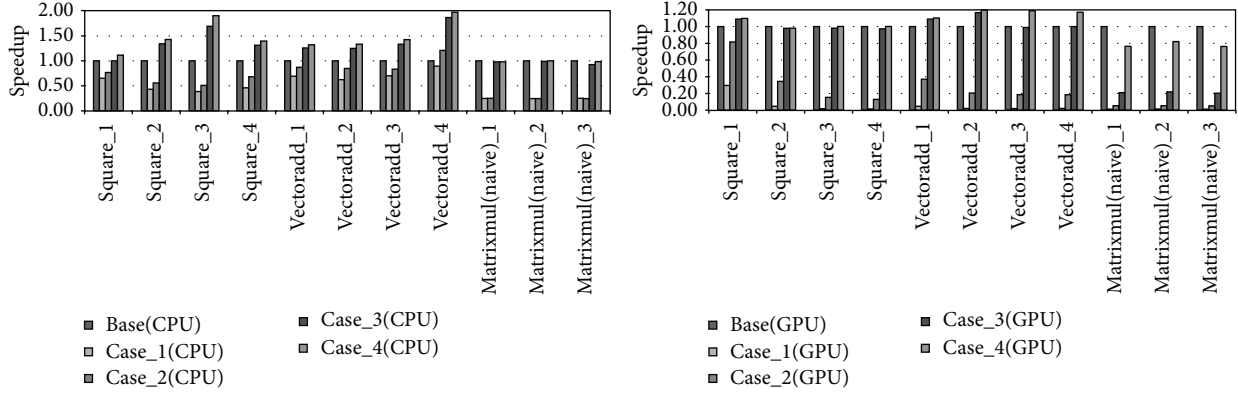 Speedup
2.00
1.50
1.00
0.50
0.00
Square_1
Square_2
Square_3
Square_4
Vectoradd_1
Vectoradd_2
Vectoradd_3
Vectoradd_4
Matrixmul(naive)_1
Matrixmul(naive)_2
Matrixmul(naive)_3
Base(CPU)
Case_1(CPU)
Case_2(CPU)
Case_3(CPU)
Case_4(CPU)
Speedup
1.20
1.00
0.80
0.60
0.40
0.20
0.00
Square_1
Square_2
Square_3
Square_4
Vectoradd_1
Vectoradd_2
Vectoradd_3
Vectoradd_4
Matrixmul(naive)_1
Matrixmul(naive)_2
Matrixmul(naive)_3
Base(GPU)
Case_1(GPU)
Case_2(GPU)
Case_3(GPU)
Case_4(GPU)